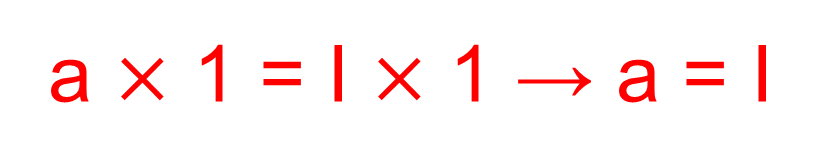 a × 1 = I × 1 → a = I